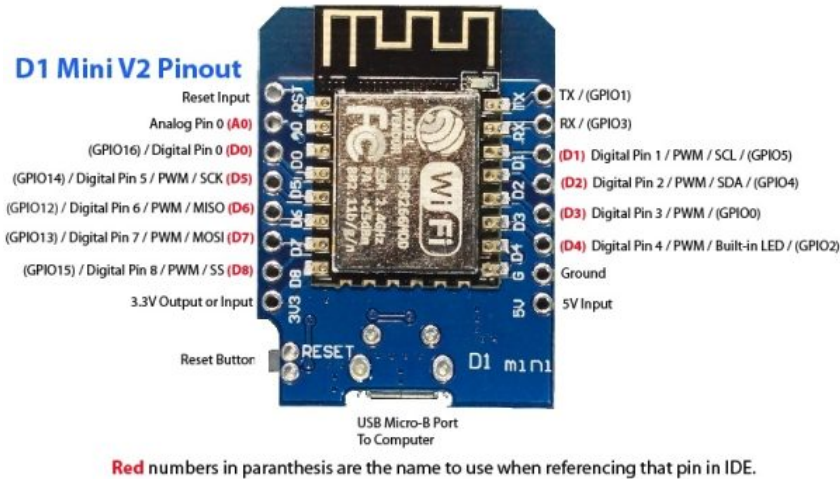 D1 Mini V2 Pinout
Reset Input
Analog Pin 0 (A0)
(GPIO16) / Digital Pin 0 (D0)
(GPIO14) / Digital Pin 5 / PWM / SCK (D5)
(GPIO12) / Digital Pin 6 / PWM / MISO (D6)
(GPIO13) / Digital Pin 7 / PWM / MOSI (D7)
(GPIO15) / Digital Pin 8 / PWM / SS (D8)
3.3V Output or Input
Reset Button
RST
A0
D0
D5
D6
D7
D8
3V3
RESET
FC
WiFi
TX
RX
D1
D2
D3
D4
G
5V
D1 mini
TX / (GPIO1)
RX / (GPIO3)
(D1) Digital Pin 1 / PWM / SCL / (GPIO5)
(D2) Digital Pin 2 / PWM / SDA / (GPIO4)
(D3) Digital Pin 3 / PWM / (GPIO0)
(D4) Digital Pin 4 / PWM / Built-in LED / (GPIO2)
Ground
5V Input
USB Micro-B Port
To Computer
Red numbers in paranthesis are the name to use when referencing that pin in IDE.